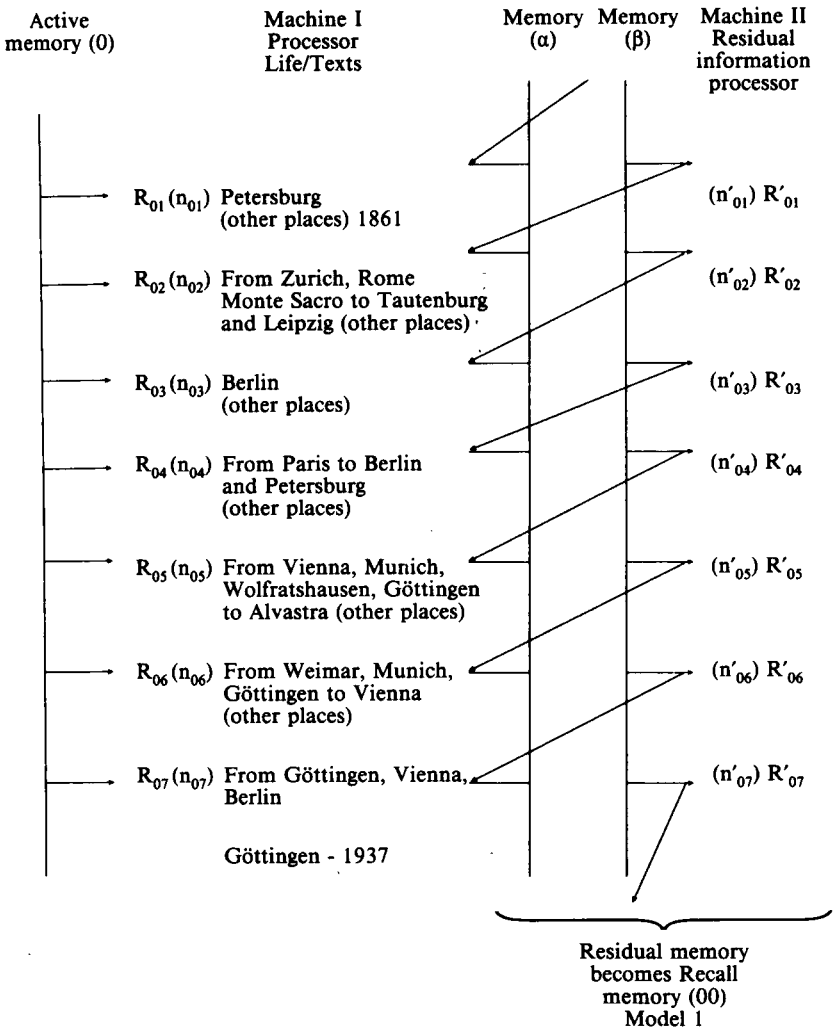 Active
memory (0)
Machine I
Processor
Life/Texts
Memory
(α)
Memory
(β)
Machine II
Residual
information
processor
R₀₁(n₀₁) Petersburg
(other places) 1861
(n′₀₁) R′₀₁
R₀₂(n₀₂) From Zurich, Rome
Monte Sacro to Tautenburg
and Leipzig (other places)
(n′₀₂) R′₀₂
R₀₃(n₀₃) Berlin
(other places)
(n′₀₃) R′₀₃
R₀₄(n₀₄) From Paris to Berlin
and Petersburg
(other places)
(n′₀₄) R′₀₄
R₀₅(n₀₅) From Vienna, Munich,
Wolfratshausen, Göttingen
to Alvastra (other places)
(n′₀₅) R′₀₅
R₀₆(n₀₆) From Weimar, Munich,
Göttingen to Vienna
(other places)
(n′₀₆) R′₀₆
R₀₇(n₀₇) From Göttingen, Vienna,
Berlin
(n′₀₇) R′₀₇
Göttingen - 1937
Residual memory
becomes Recall
memory (00)
Model 1